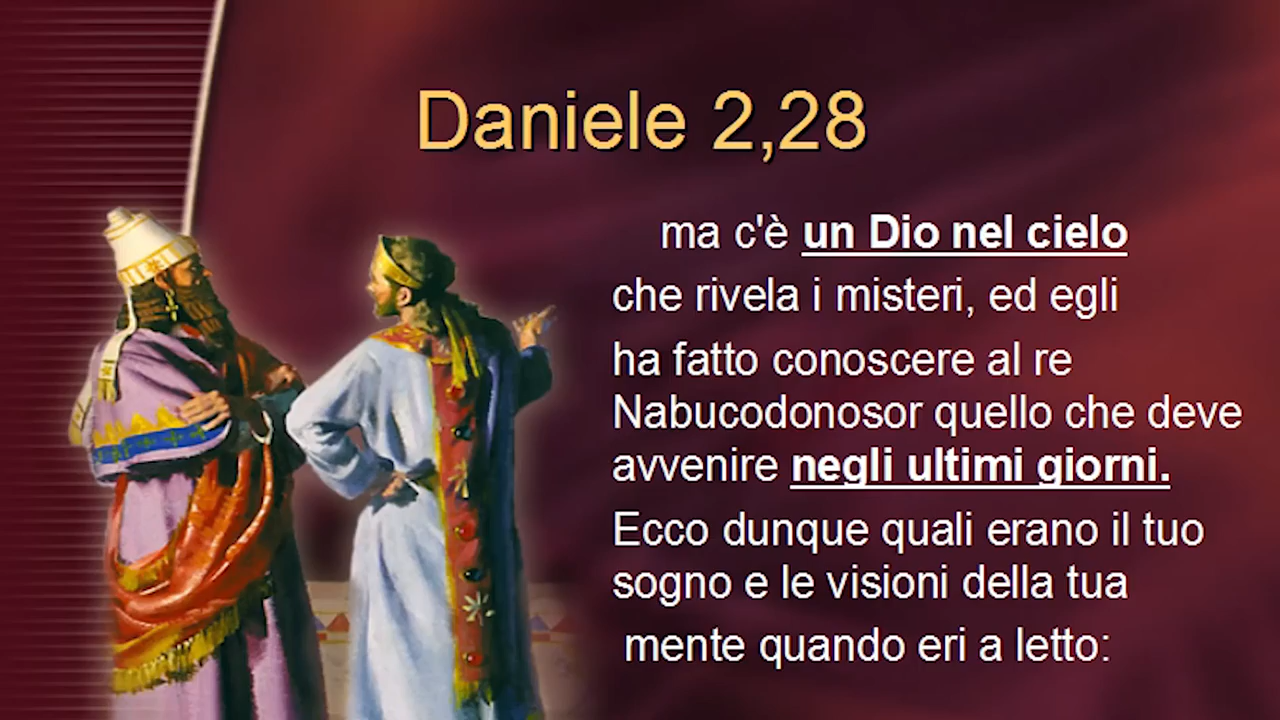 Daniele 2,28
ma c'è un Dio nel cielo
che rivela i misteri, ed egli
ha fatto conoscere al re
Nabucodonosor quello che deve
avvenire negli ultimi giorni.
Ecco dunque quali erano il tuo
sogno e le visioni della tua
mente quando eri a letto: